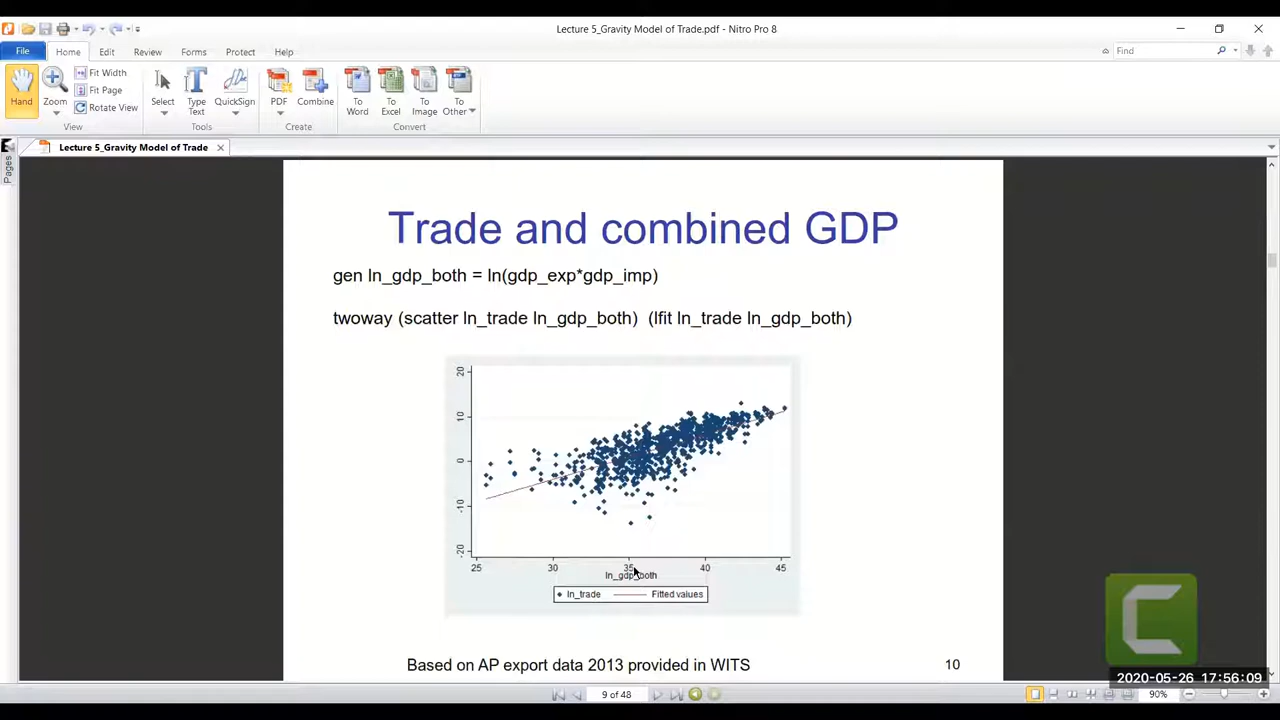 Lecture 5_Gravity Model of Trade.pdf - Nitro Pro 8
File Home Edit Review Forms Protect Help
Find
Hand
Zoom
Fit Width
Fit Page
Rotate View
View
Select
Type Text
QuickSign
Tools
PDF
Combine
Create
To Word
To Excel
To Image
To Other
Convert
Lecture 5_Gravity Model of Trade
Pages
Trade and combined GDP
gen ln_gdp_both = ln(gdp_exp*gdp_imp)
twoway (scatter ln_trade ln_gdp_both) (lfit ln_trade ln_gdp_both)
20
10
0
-10
-20
25 30 35 40 45
ln_gdp_both
ln_trade Fitted values
Based on AP export data 2013 provided in WITS
10
C
2020-05-26 17:56:09
9 of 48
90%